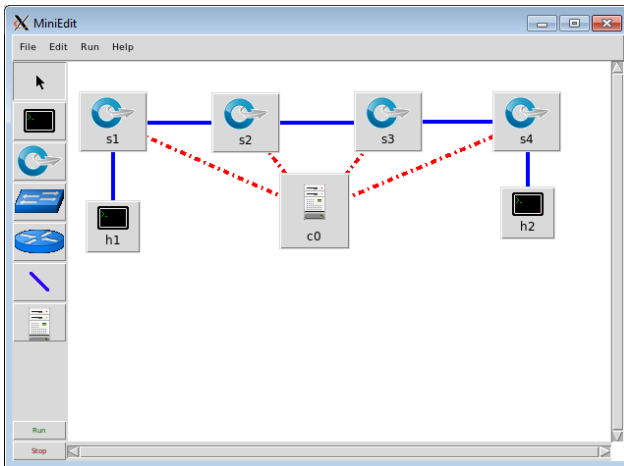 MiniEdit
File Edit Run Help
s1 s2 s3 s4
h1 c0 h2
Run
Stop